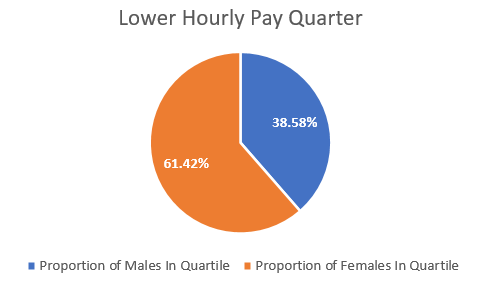 Lower Hourly Pay Quarter
38.58%
61.42%
Proportion of Males In Quartile
Proportion of Females In Quartile